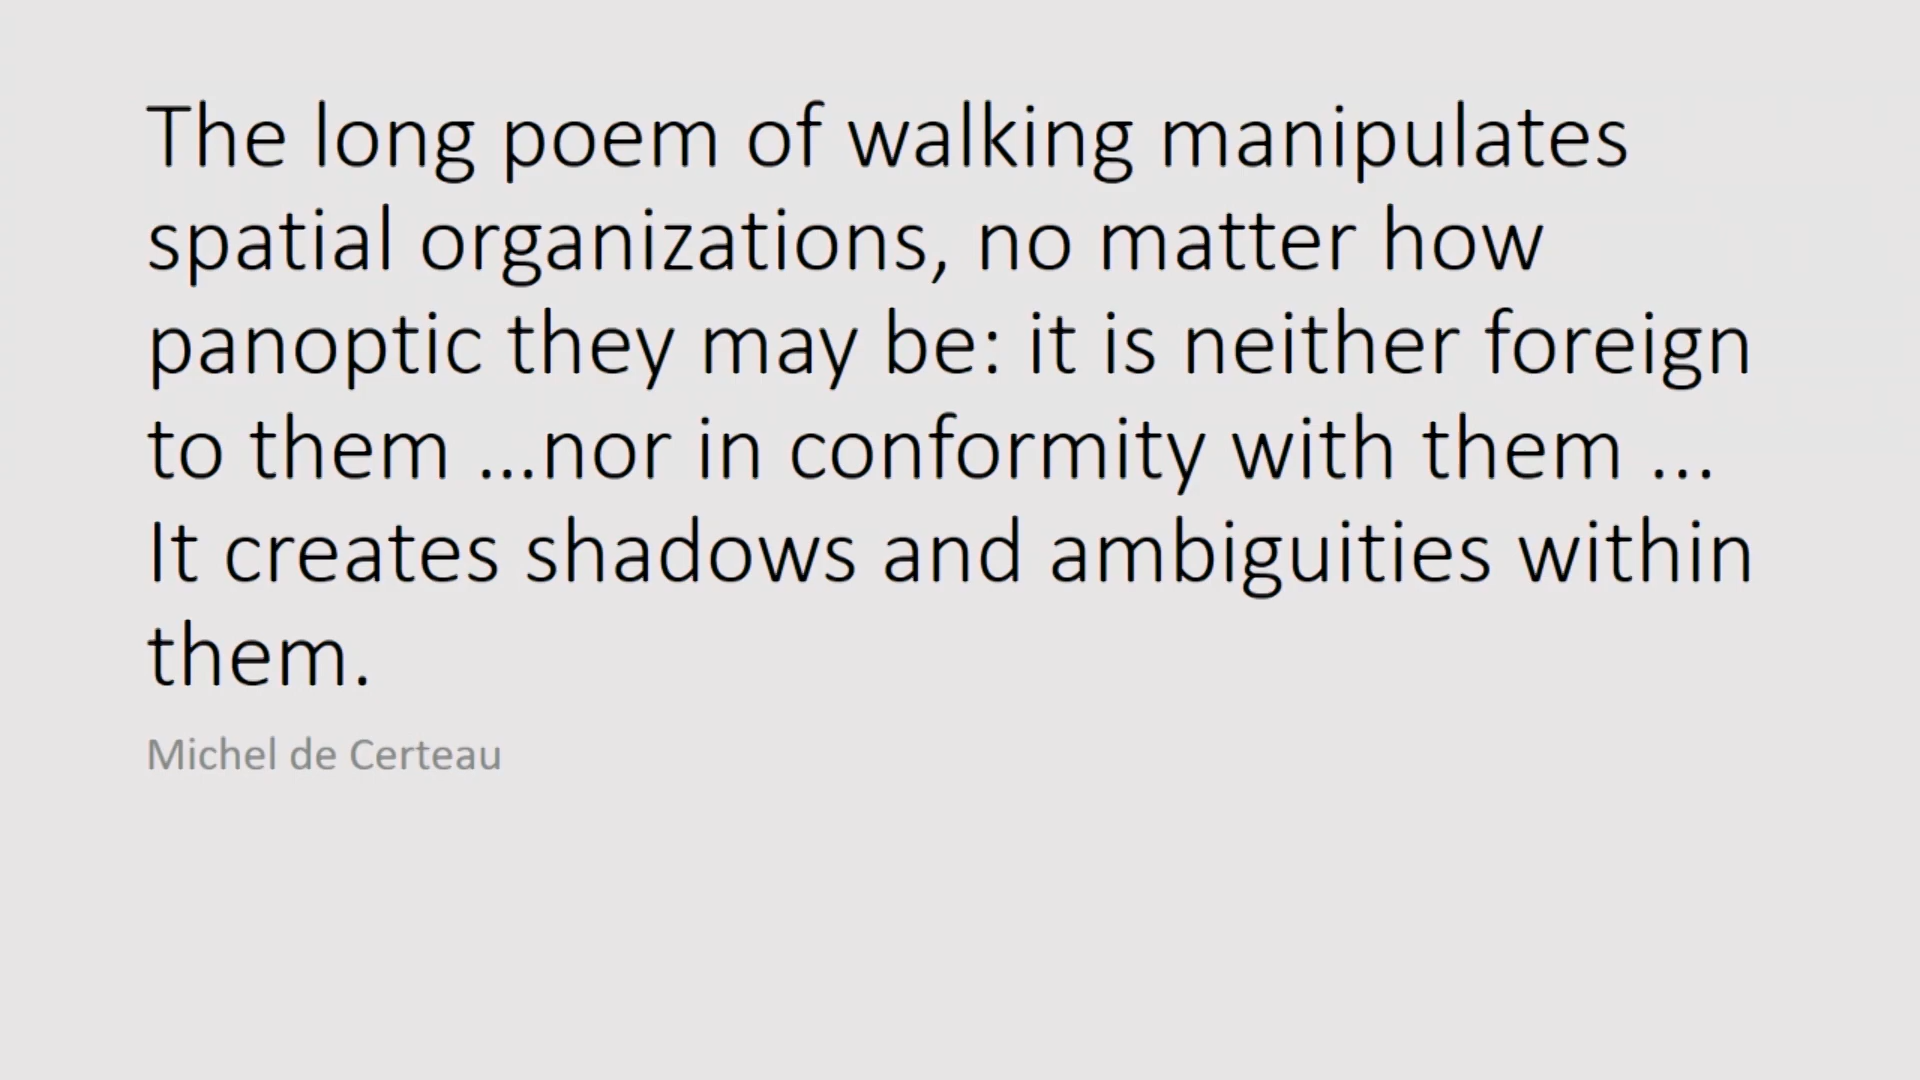 The long poem of walking manipulates
spatial organizations, no matter how
panoptic they may be: it is neither foreign
to them ...nor in conformity with them ...
It creates shadows and ambiguities within
them.
Michel de Certeau